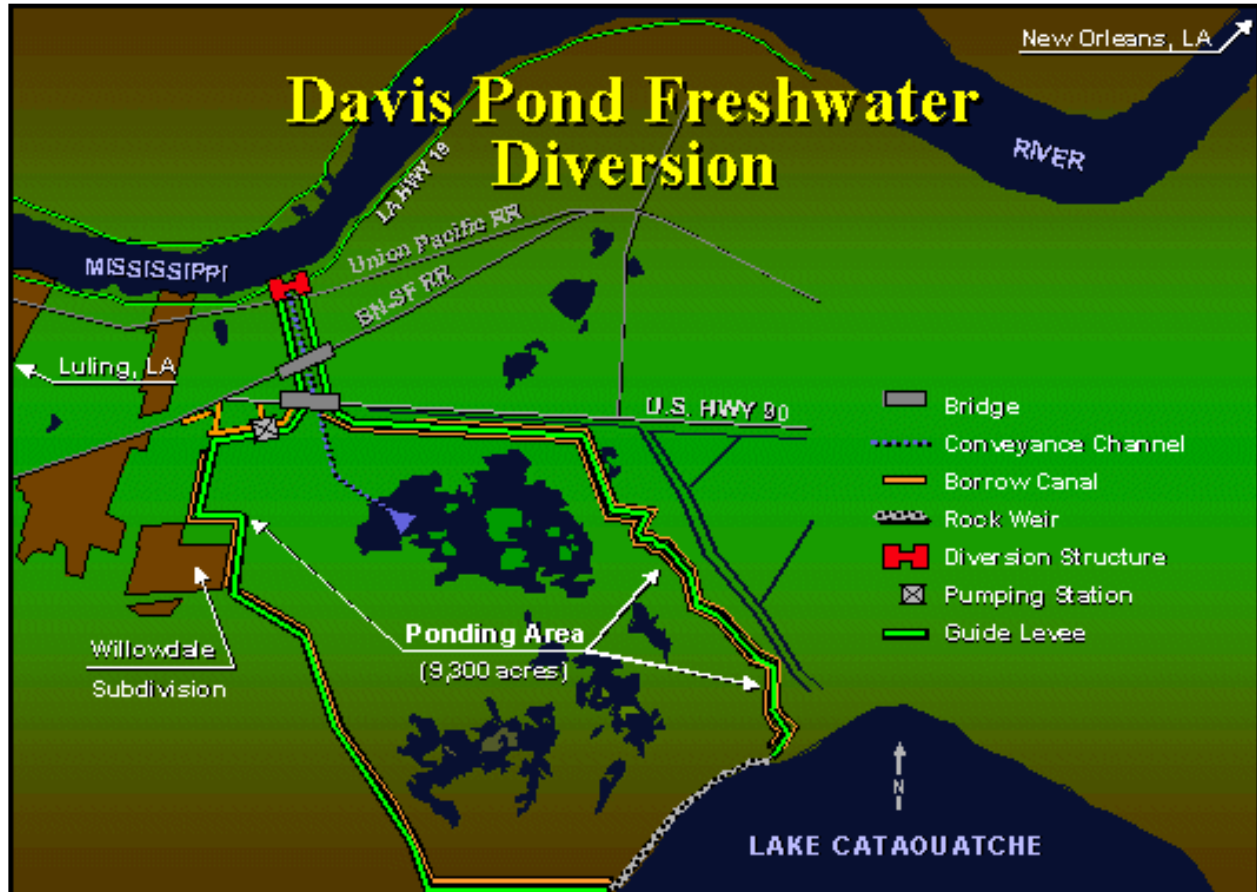 New Orleans, LA
Davis Pond Freshwater
Diversion
RIVER
LA HWY 18
Union Pacific RR
BN-SF RR
MISSISSIPPI
Luling, LA
U.S. HWY 90
Bridge
Conveyance Channel
Borrow Canal
Rock Weir
Diversion Structure
Pumping Station
Guide Levee
Willowdale
Subdivision
Ponding Area
(9,300 acres)
N
LAKE CATAOUATCHE